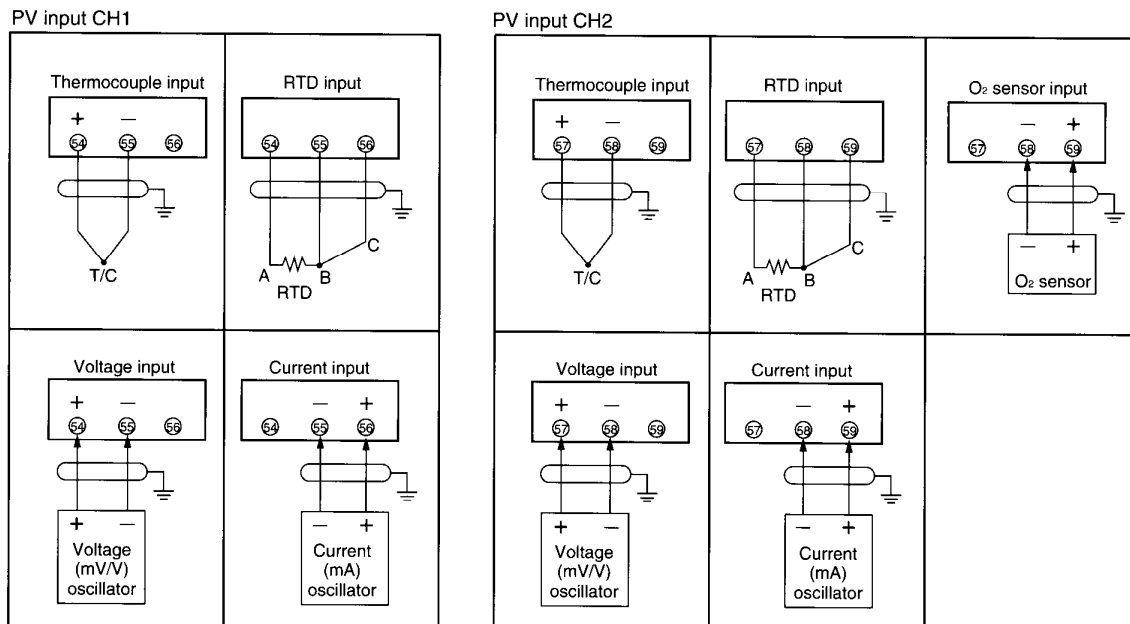 PV input CH1
Thermocouple input
+ —
54 55 56
T/C
RTD input
54 55 56
A B C
RTD
Voltage input
+ —
54 55 56
+ —
Voltage
(mV/V)
oscillator
Current input
— +
54 55 56
— +
Current
(mA)
oscillator
PV input CH2
Thermocouple input
+ —
57 58 59
T/C
RTD input
57 58 59
A B C
RTD
O₂ sensor input
— +
57 58 59
— +
O₂ sensor
Voltage input
+ —
57 58 59
+ —
Voltage
(mV/V)
oscillator
Current input
— +
57 58 59
— +
Current
(mA)
oscillator